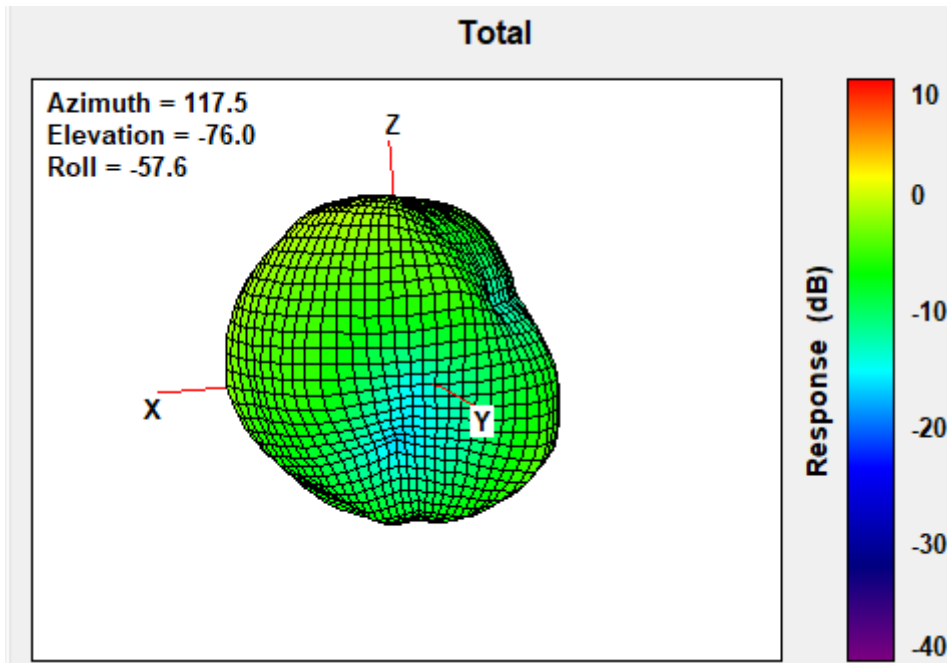 Total
Azimuth = 117.5
Elevation = -76.0
Roll = -57.6
Z
X
Y
10
0
-10
-20
-30
-40
Response (dB)